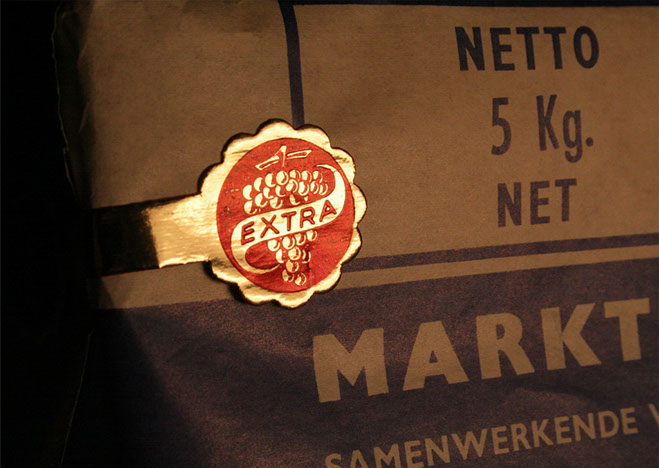 NETTO
5 Kg.
NET
EXTRA
MARKT
SAMENWERKENDE